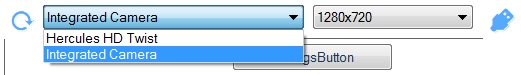 Integrated Camera 1280x720
Hercules HD Twist
Integrated Camera gsButton